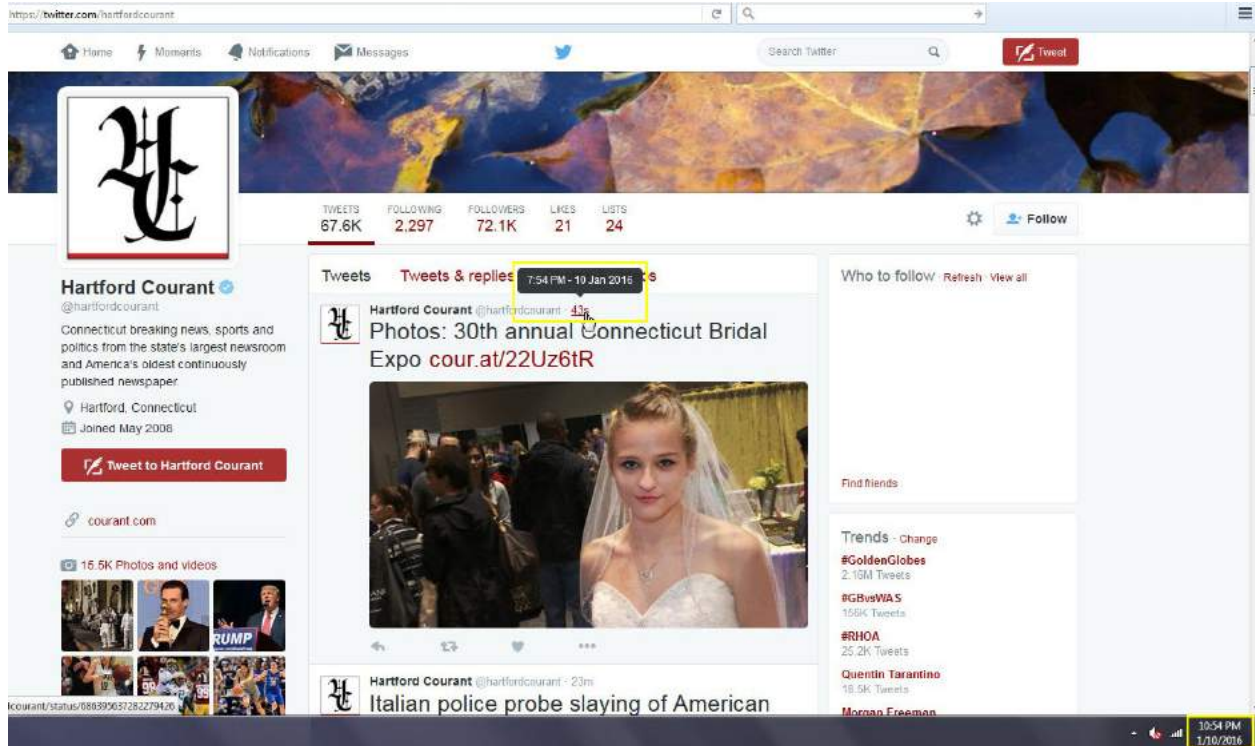 https://twitter.com/hartfordcourant
Home Moments Notifications Messages Search Twitter Tweet
TWEETS FOLLOWING FOLLOWERS LIKES LISTS
67.6K 2,297 72.1K 21 24
Follow
Hartford Courant
@hartfordcourant
Connecticut breaking news, sports and
politics from the state's largest newsroom
and America's oldest continuously
published newspaper.
Hartford, Connecticut
Joined May 2008
Tweet to Hartford Courant
courant.com
15.5K Photos and videos
TRUMP
Tweets Tweets & replies
7:54 PM - 10 Jan 2016
Hartford Courant @hartfordcourant · 43s
Photos: 30th annual Connecticut Bridal
Expo cour.at/22Uz6tR
Hartford Courant @hartfordcourant · 23m
Italian police probe slaying of American
Who to follow · Refresh · View all
Find friends
Trends · Change
#GoldenGlobes
2.16M Tweets
#GBvsWAS
156K Tweets
#RHOA
25.2K Tweets
Quentin Tarantino
18.5K Tweets
Morgan Freeman
dcourant/status/686395637282279426
10:54 PM
1/10/2016